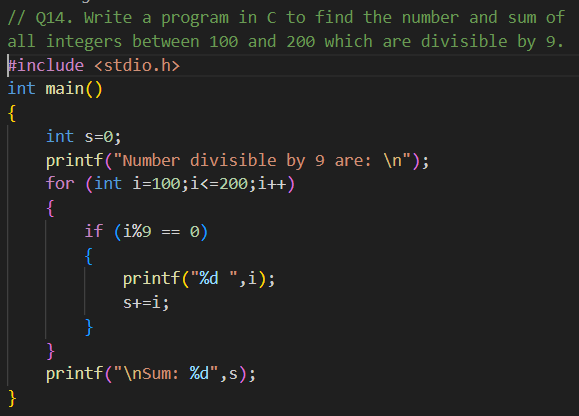 // Q14. Write a program in C to find the number and sum of
all integers between 100 and 200 which are divisible by 9.
#include <stdio.h>
int main()
{
    int s=0;
    printf("Number divisible by 9 are: \n");
    for (int i=100;i<=200;i++)
    {
        if (i%9 == 0)
        {
            printf("%d ",i);
            s+=i;
        }
    }
    printf("\nSum: %d",s);
}